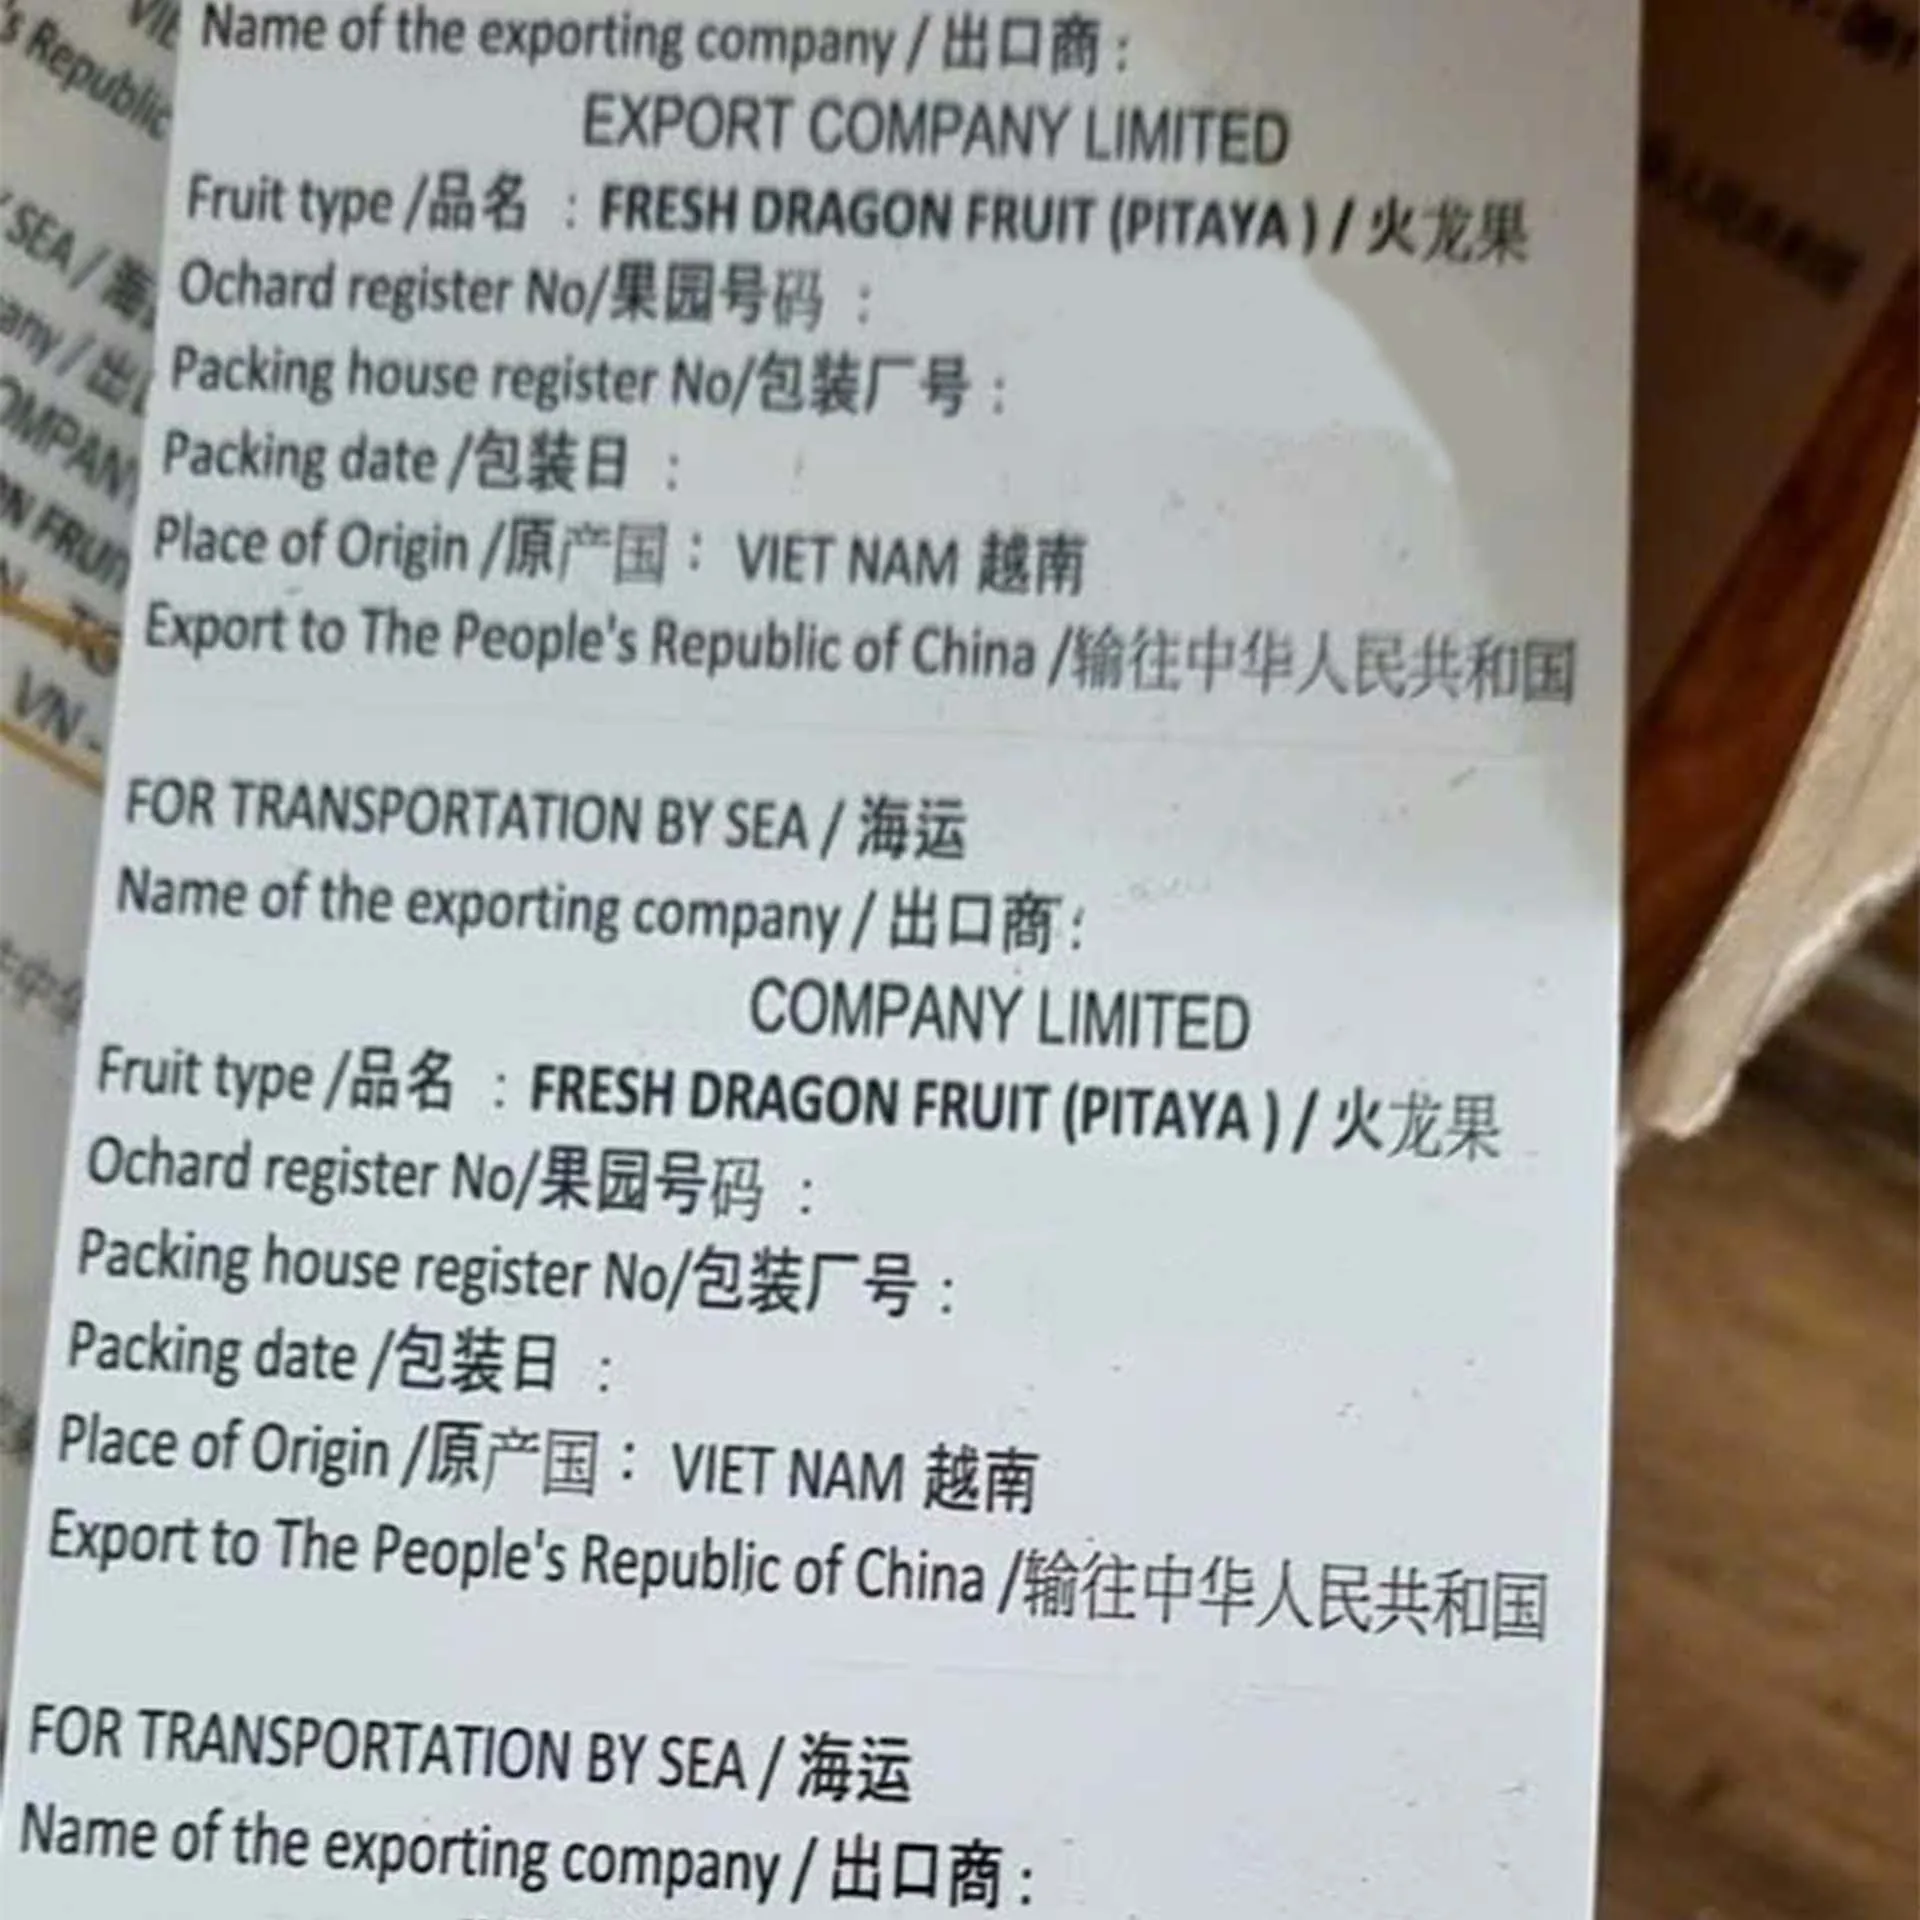 Name of the exporting company / 出口商 :
EXPORT COMPANY LIMITED
Fruit type /品名 : FRESH DRAGON FRUIT (PITAYA ) / 火龙果
Ochard register No/果园号码 :
Packing house register No/包装厂号 :
Packing date /包装日 :
Place of Origin /原产国 : VIET NAM 越南
Export to The People's Republic of China /输往中华人民共和国
FOR TRANSPORTATION BY SEA / 海运
Name of the exporting company / 出口商 :
COMPANY LIMITED
Fruit type /品名 : FRESH DRAGON FRUIT (PITAYA ) / 火龙果
Ochard register No/果园号码 :
Packing house register No/包装厂号 :
Packing date /包装日 :
Place of Origin /原产国 : VIET NAM 越南
Export to The People's Republic of China /输往中华人民共和国
FOR TRANSPORTATION BY SEA / 海运
Name of the exporting company / 出口商 :
's Republic
SEA / 海
VN -